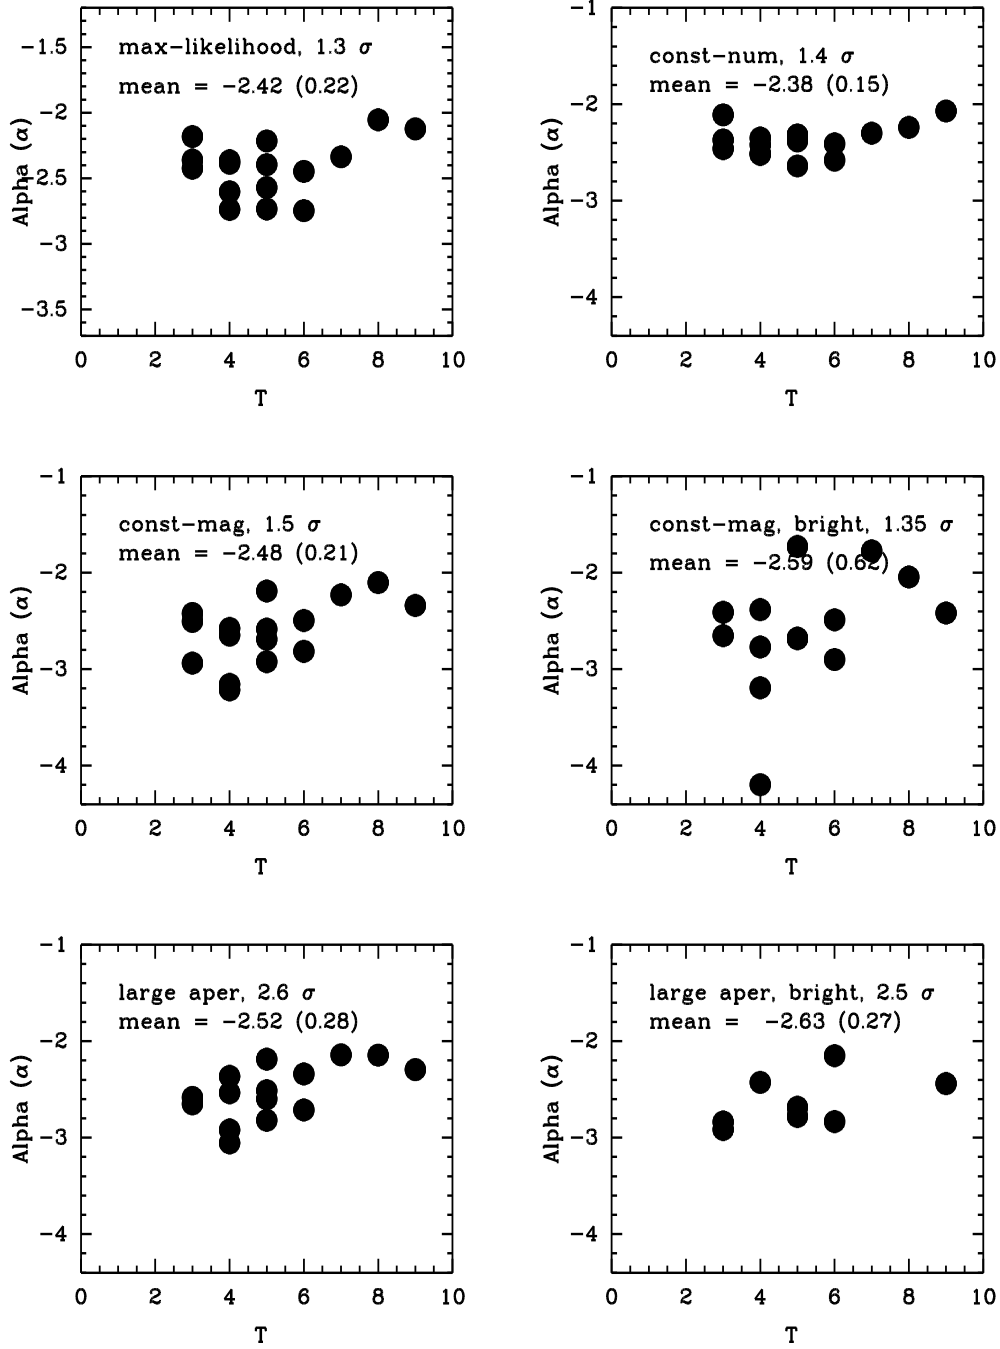 max-likelihood, 1.3 σ
mean = -2.42 (0.22)
Alpha (α)
-1.5
-2
-2.5
-3
-3.5
0 2 4 6 8 10
T
const-num, 1.4 σ
mean = -2.38 (0.15)
Alpha (α)
-1
-2
-3
-4
0 2 4 6 8 10
T
const-mag, 1.5 σ
mean = -2.48 (0.21)
Alpha (α)
-1
-2
-3
-4
0 2 4 6 8 10
T
const-mag, bright, 1.35 σ
mean = -2.59 (0.62)
Alpha (α)
-1
-2
-3
-4
0 2 4 6 8 10
T
large aper, 2.6 σ
mean = -2.52 (0.28)
Alpha (α)
-1
-2
-3
-4
0 2 4 6 8 10
T
large aper, bright, 2.5 σ
mean = -2.63 (0.27)
Alpha (α)
-1
-2
-3
-4
0 2 4 6 8 10
T